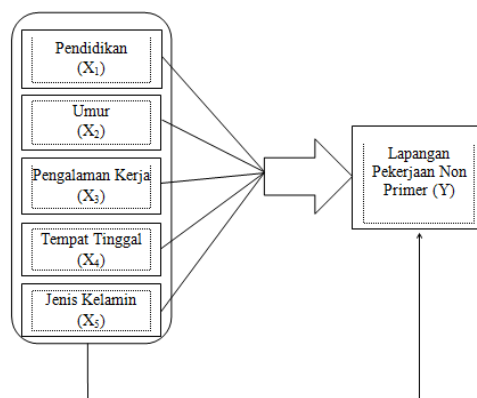 Pendidikan
(X₁)
Umur
(X₂)
Pengalaman Kerja
(X₃)
Tempat Tinggal
(X₄)
Jenis Kelamin
(X₅)
Lapangan
Pekerjaan Non
Primer (Y)